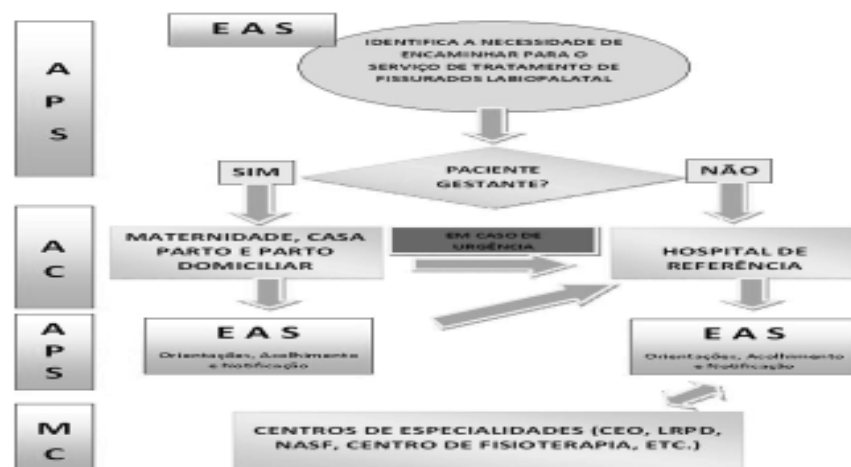 A
P
S
E A S
IDENTIFICA A NECESSIDADE DE
ENCAMINHAR PARA O
SERVIÇO DE TRATAMENTO DE
FISSURADOS LABIOPALATAL
SIM
PACIENTE
GESTANTE?
NÃO
A
C
MATERNIDADE, CASA
PARTO E PARTO
DOMICILIAR
EM CASO DE
URGÊNCIA
HOSPITAL DE
REFERÊNCIA
A
P
S
E A S
Orientações, Acolhimento
e Notificação
E A S
Orientações, Acolhimento
e Notificação
M
C
CENTROS DE ESPECIALIDADES (CEO, LRPD,
NASF, CENTRO DE FISIOTERAPIA, ETC.)